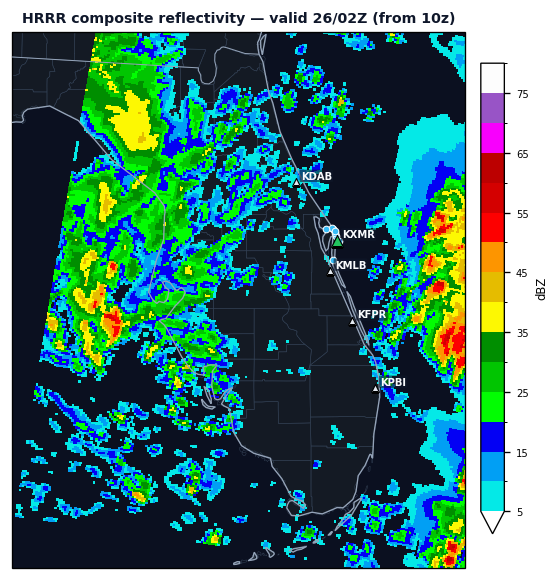 HRRR composite reflectivity — valid 26/02Z (from 10z)
KDAB
KXMR
KMLB
KFPR
KPBI
75
65
55
45
35
25
15
5
dBZ